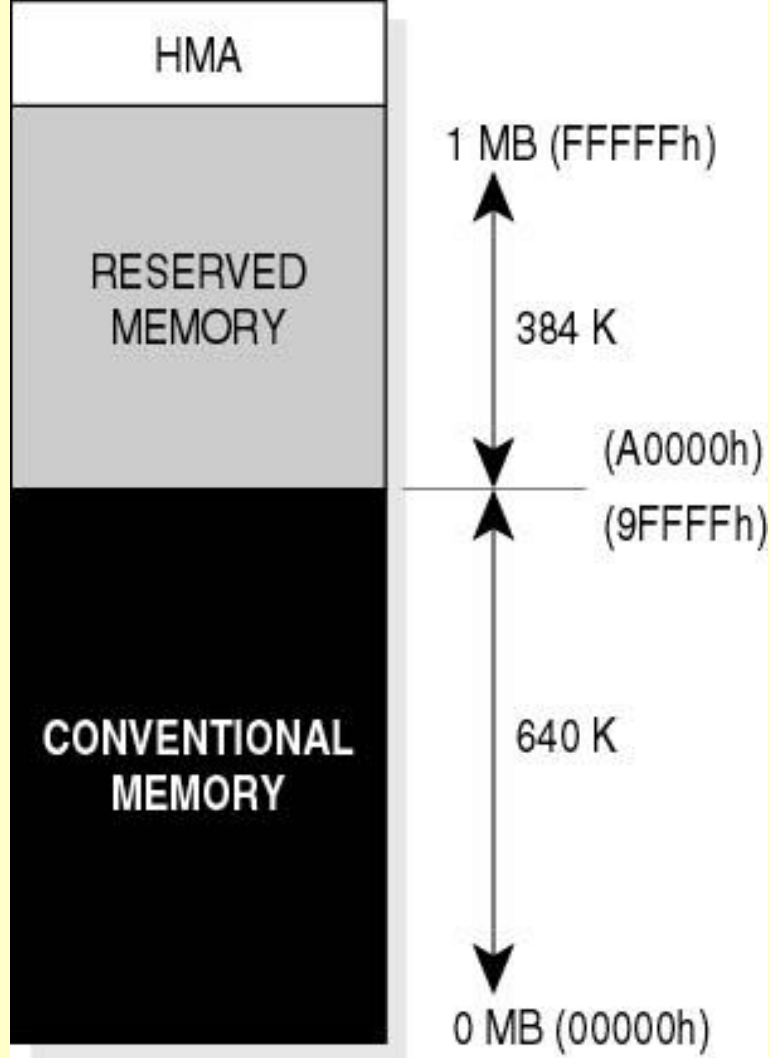 HMA
1 MB (FFFFFh)
RESERVED
MEMORY
384 K
(A0000h)
(9FFFFh)
CONVENTIONAL
MEMORY
640 K
0 MB (00000h)